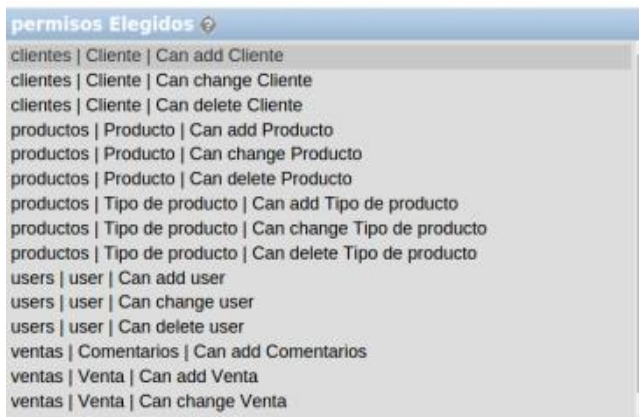 permisos Elegidos
clientes | Cliente | Can add Cliente
clientes | Cliente | Can change Cliente
clientes | Cliente | Can delete Cliente
productos | Producto | Can add Producto
productos | Producto | Can change Producto
productos | Producto | Can delete Producto
productos | Tipo de producto | Can add Tipo de producto
productos | Tipo de producto | Can change Tipo de producto
productos | Tipo de producto | Can delete Tipo de producto
users | user | Can add user
users | user | Can change user
users | user | Can delete user
ventas | Comentarios | Can add Comentarios
ventas | Venta | Can add Venta
ventas | Venta | Can change Venta